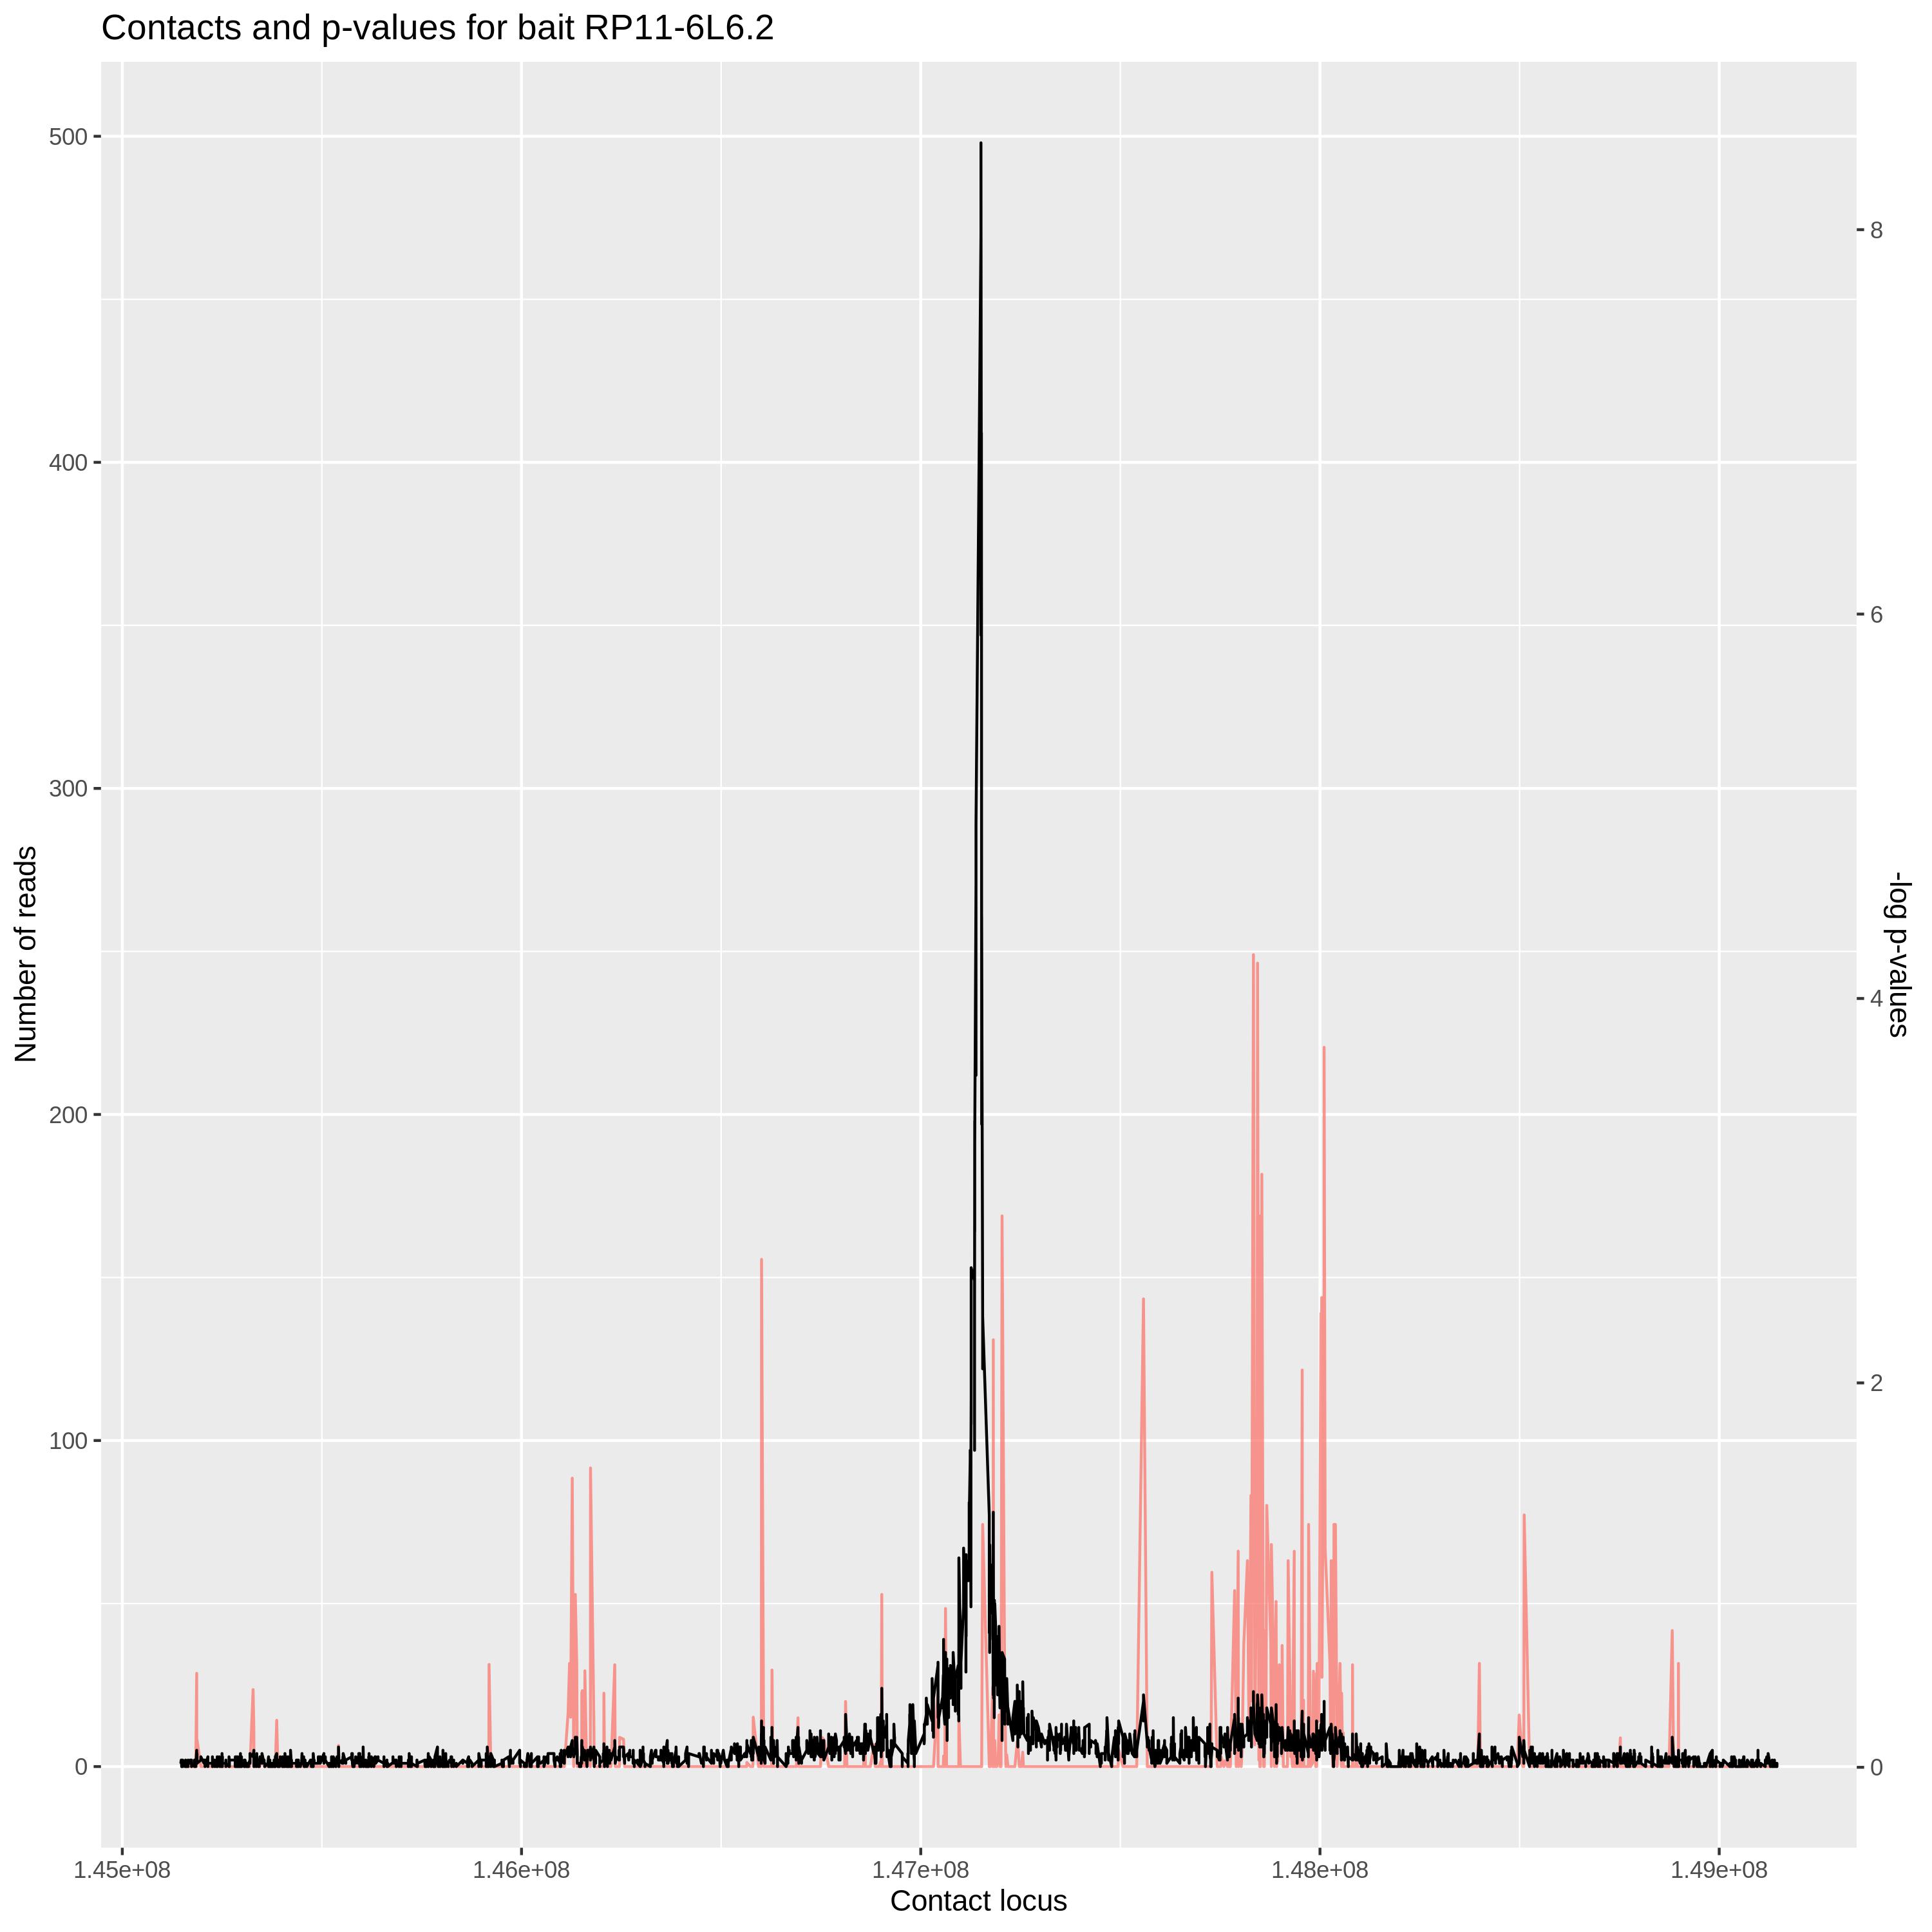 Contacts and p-values for bait RP11-6L6.2
Number of reads
500
400
300
200
100
0
8
6
4
2
0
-log p-values
1.45e+08
1.46e+08
1.47e+08
1.48e+08
1.49e+08
Contact locus